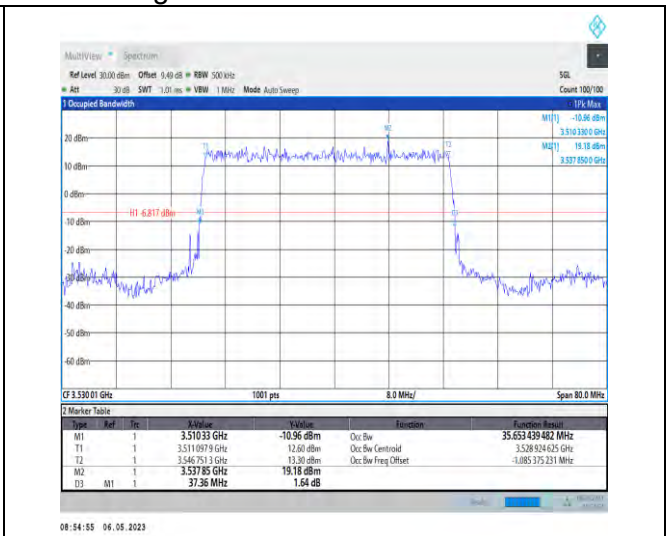 MultiView Spectrum
Ref Level 30.00 dBm Offset 9.49 dB RBW 500 kHz SGL
Att 30 dB SWT 1.01 ms VBW 1 MHz Mode Auto Sweep Count 100/100
1 Occupied Bandwidth 1Pk Max
M1[1] -10.96 dBm
3.510 330 0 GHz
M2[1] 19.18 dBm
3.537 850 0 GHz
M2
T1
T2
20 dBm
10 dBm
0 dBm
H1 -6.817 dBm
M1
D3
-10 dBm
-20 dBm
-30 dBm
-40 dBm
-50 dBm
-60 dBm
CF 3.530 01 GHz 1001 pts 8.0 MHz/ Span 80.0 MHz
2 Marker Table
Type Ref Trc X-Value Y-Value Function Function Result
M1 1 3.510 33 GHz -10.96 dBm Occ Bw 35.653 439 482 MHz
T1 1 3.511 097 9 GHz 12.60 dBm Occ Bw Centroid 3.528 924 625 GHz
T2 1 3.546 751 3 GHz 13.30 dBm Occ Bw Freq Offset -1.085 375 231 MHz
M2 1 3.537 85 GHz 19.18 dBm
D3 M1 1 37.36 MHz 1.64 dB
08:54:55 06.05.2023